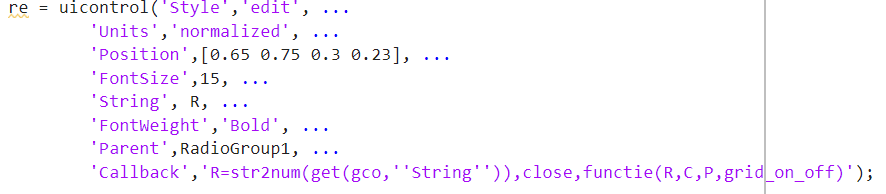 re = uicontrol('Style','edit', ...
'Units','normalized', ...
'Position',[0.65 0.75 0.3 0.23], ...
'FontSize',15, ...
'String', R, ...
'FontWeight','Bold', ...
'Parent',RadioGroup1, ...
'Callback','R=str2num(get(gco,''String'')),close,functie(R,C,P,grid_on_off)');